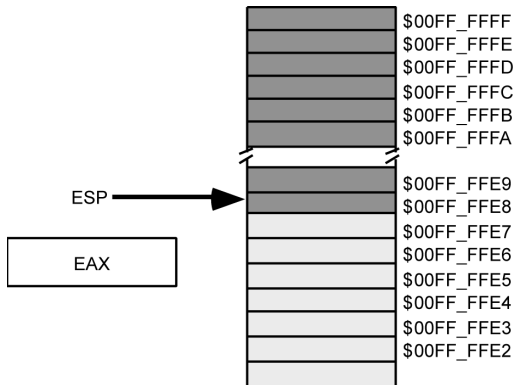 $00FF_FFFF
$00FF_FFFE
$00FF_FFFD
$00FF_FFFC
$00FF_FFFB
$00FF_FFFA
$00FF_FFE9
ESP
$00FF_FFE8
$00FF_FFE7
$00FF_FFE6
EAX
$00FF_FFE5
$00FF_FFE4
$00FF_FFE3
$00FF_FFE2